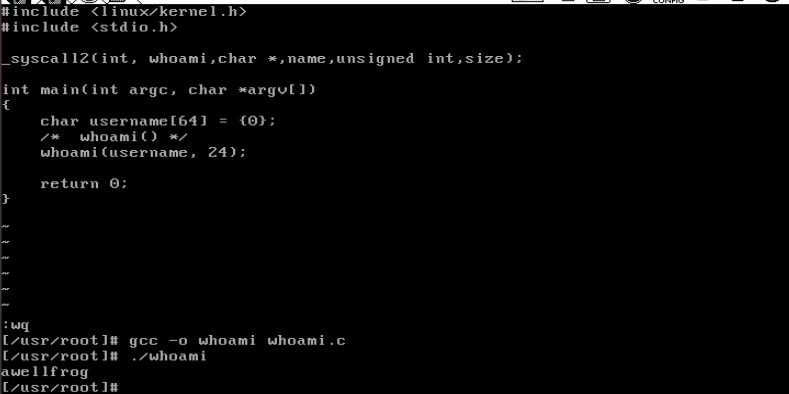 CONFIG
#include <linux/kernel.h>
#include <stdio.h>
_syscall2(int, whoami,char *,name,unsigned int,size);
int main(int argc, char *argv[])
{
    char username[64] = {0};
    /*  whoami() */
    whoami(username, 24);
    return 0;
}
~
~
~
~
~
~
:wq
[/usr/root]# gcc -o whoami whoami.c
[/usr/root]# ./whoami
awellfrog
[/usr/root]#